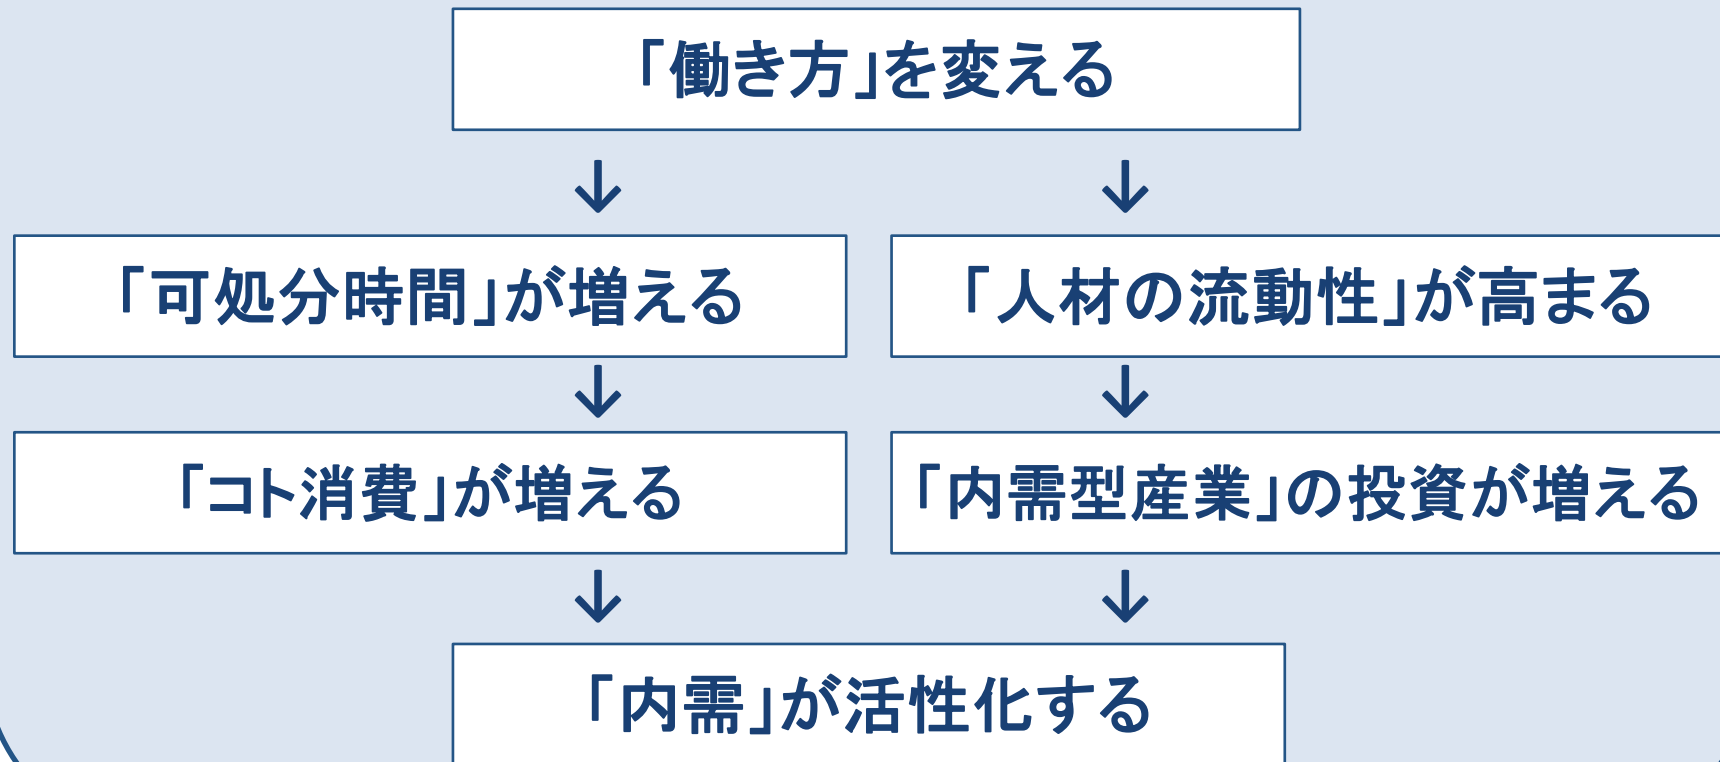 「働き方」を変える
↓ ↓
「可処分時間」が増える
「人材の流動性」が高まる
↓ ↓
「コト消費」が増える
「内需型産業」の投資が増える
↓ ↓
「内需」が活性化する